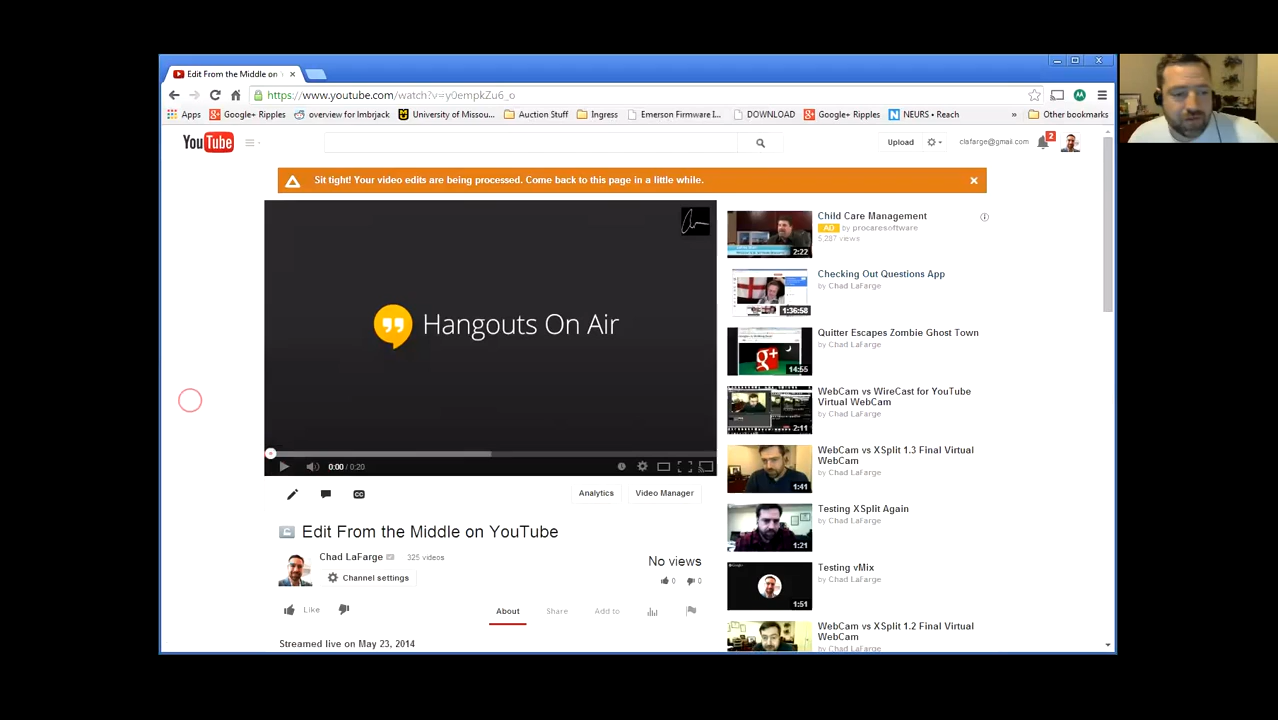 Edit From the Middle on
https://www.youtube.com/watch?v=y0empkZu6_o
Apps
Google+ Ripples
overview for lmbrjack
University of Missou...
Auction Stuff
Ingress
Emerson Firmware I...
DOWNLOAD
Google+ Ripples
NEURS • Reach
»
Other bookmarks
YouTube
Upload
clafarge@gmail.com
2
Sit tight! Your video edits are being processed. Come back to this page in a little while.
Hangouts On Air
0:00 / 0:20
Analytics
Video Manager
Edit From the Middle on YouTube
Chad LaFarge
325 videos
Channel settings
No views
0
0
Like
About
Share
Add to
Streamed live on May 23, 2014
2:22
Child Care Management
AD by procaresoftware
5,287 views
1:36:58
Checking Out Questions App
by Chad LaFarge
14:55
Quitter Escapes Zombie Ghost Town
by Chad LaFarge
2:11
WebCam vs WireCast for YouTube
Virtual WebCam
by Chad LaFarge
1:41
WebCam vs XSplit 1.3 Final Virtual
WebCam
by Chad LaFarge
1:21
Testing XSplit Again
by Chad LaFarge
1:51
Testing vMix
by Chad LaFarge
WebCam vs XSplit 1.2 Final Virtual
WebCam
by Chad LaFarge